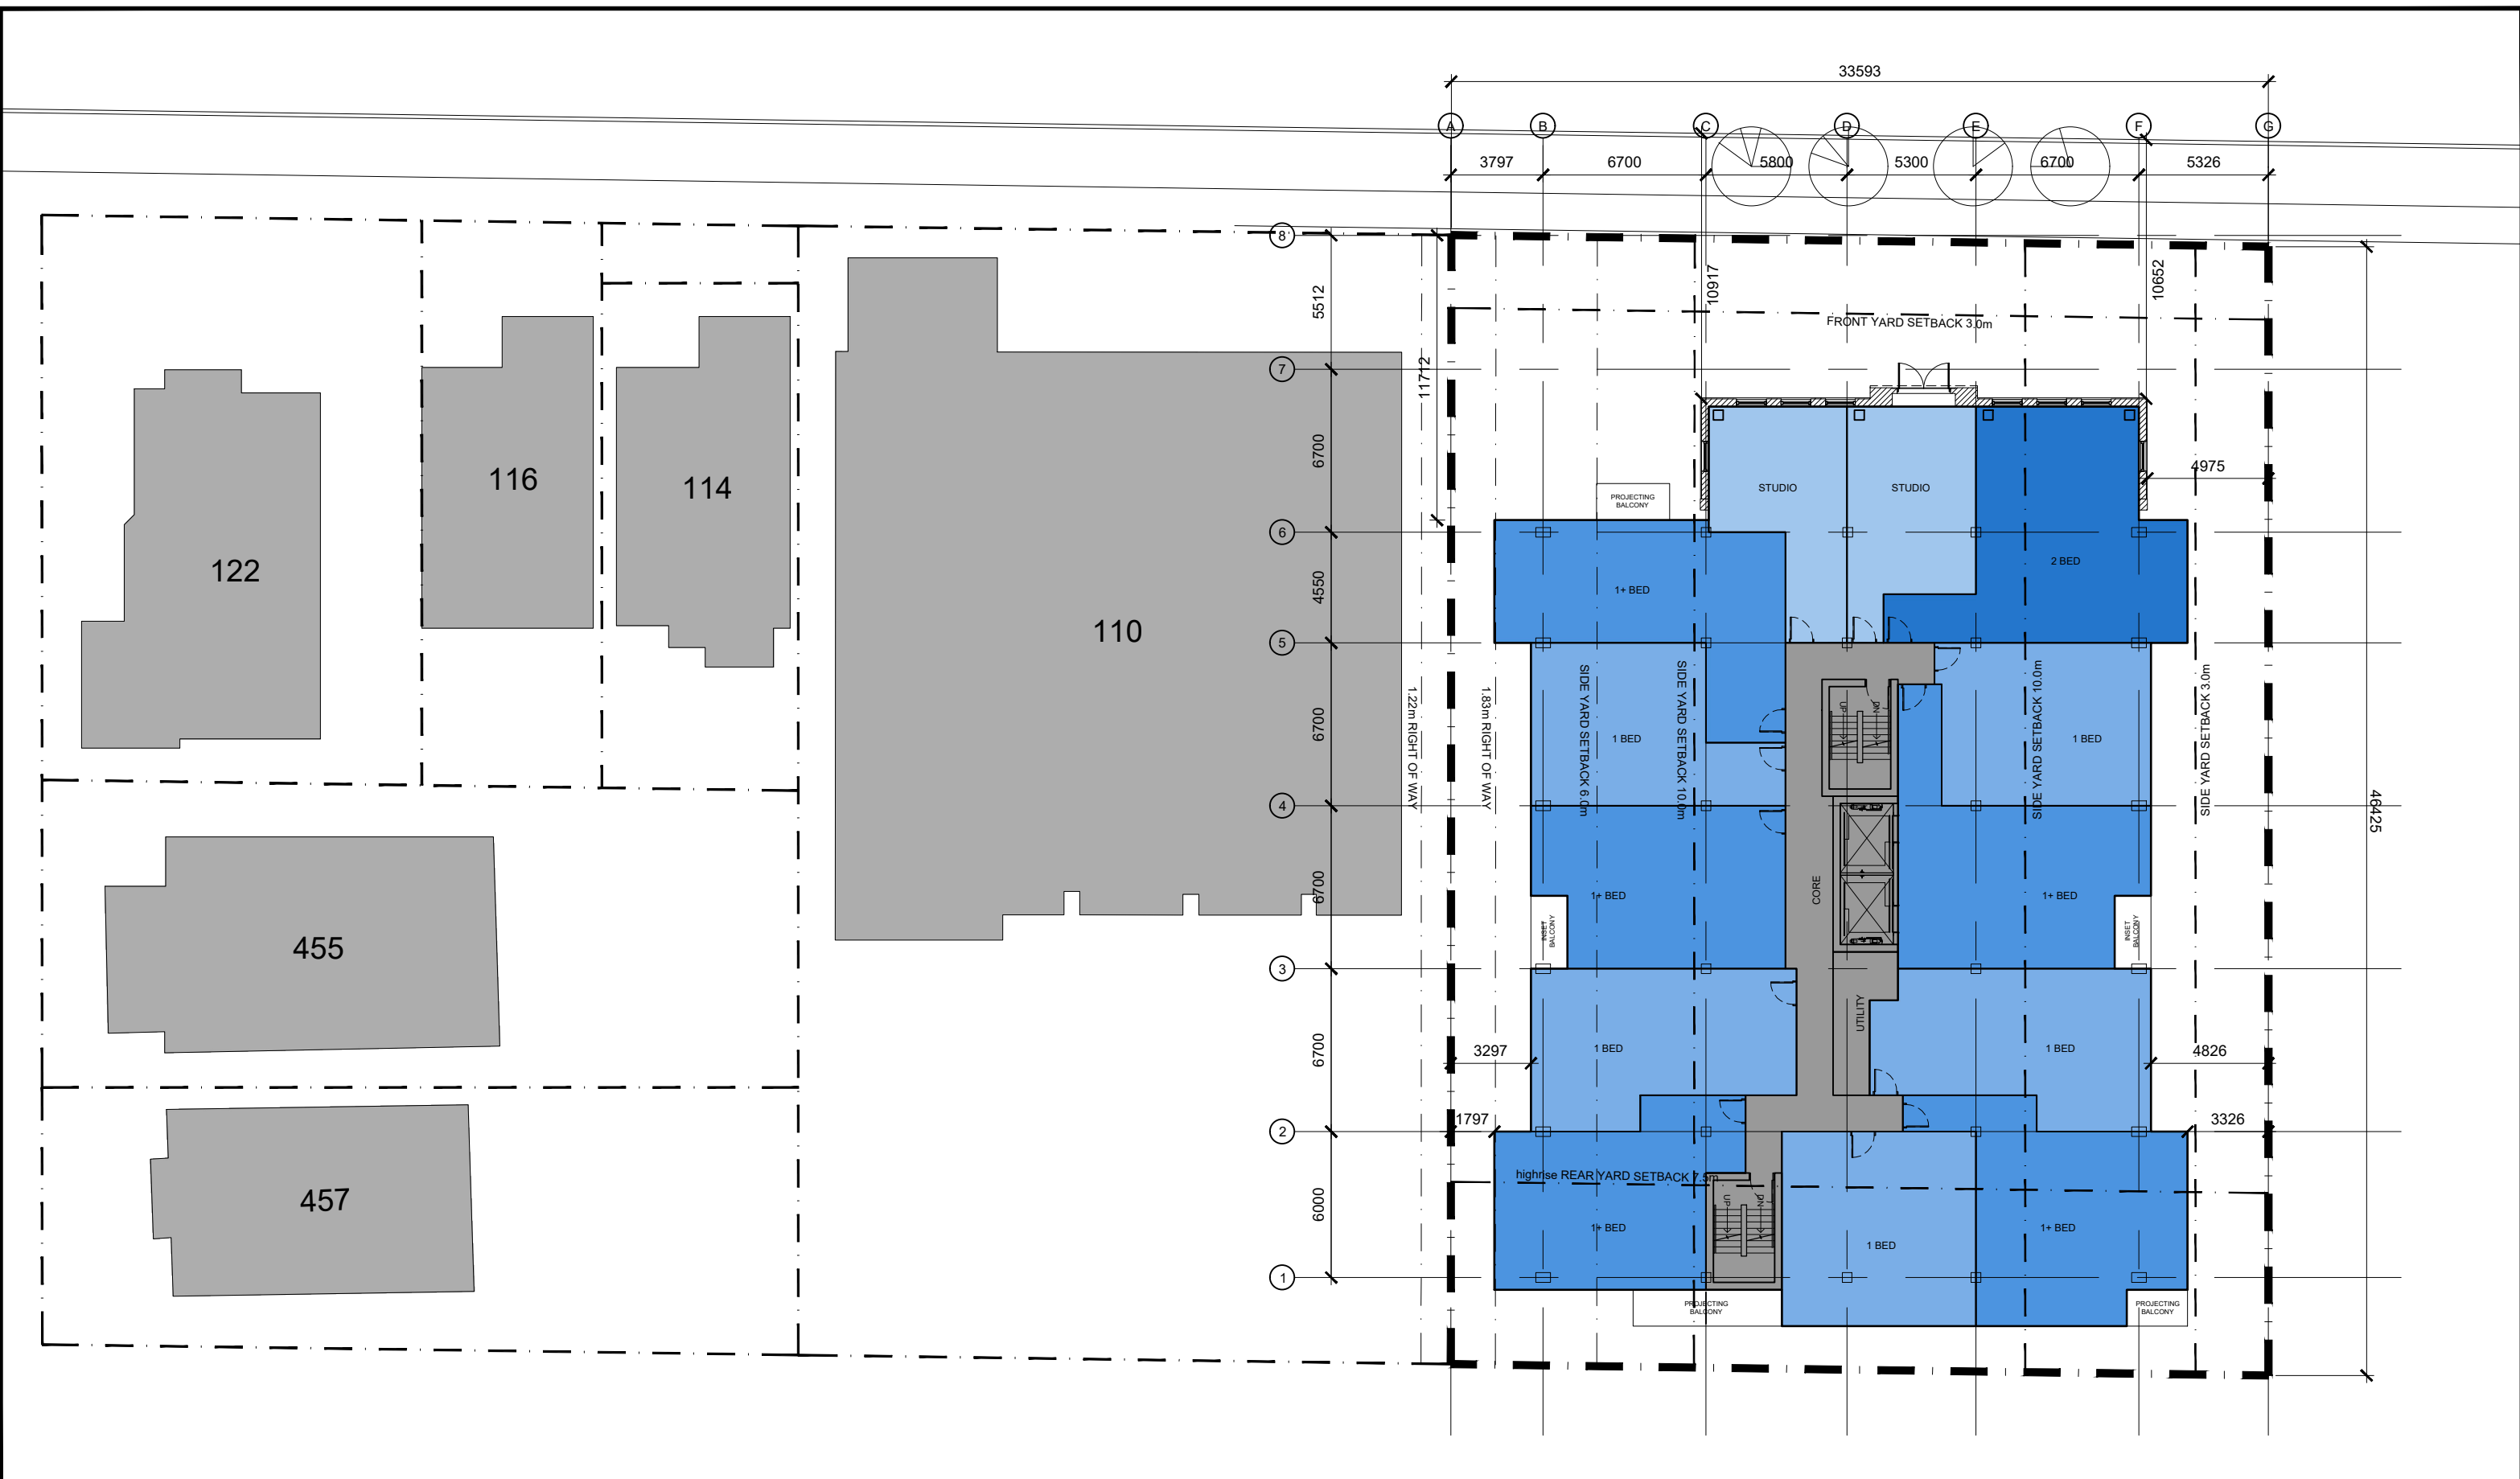 33593
A
B
C
D
E
F
G
3797
6700
5800
5300
6700
5326
8
7
6
5
4
3
2
1
5512
6700
4550
6700
6700
6700
6000
11712
10917
10652
FRONT YARD SETBACK 3.0m
4975
46425
122
116
114
110
455
457
PROJECTING
BALCONY
STUDIO
STUDIO
2 BED
1+ BED
1.22m RIGHT OF WAY
1.83m RIGHT OF WAY
SIDE YARD SETBACK 6.0m
SIDE YARD SETBACK 10.0m
SIDE YARD SETBACK 10.0m
SIDE YARD SETBACK 3.0m
1 BED
UP
DN
1 BED
1+ BED
CORE
1+ BED
INSET
BALCONY
INSET
BALCONY
3297
1 BED
UTILITY
1 BED
4826
1797
3326
highrise REAR YARD SETBACK 7.5m
UP
DN
1+ BED
1 BED
1+ BED
PROJECTING
BALCONY
PROJECTING
BALCONY